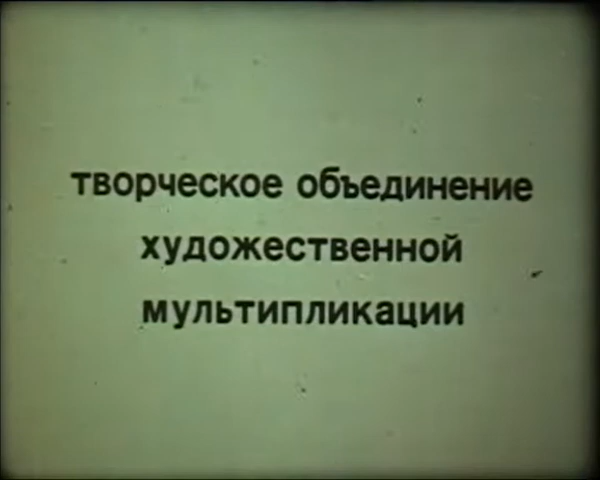 творческое объединение
художественной
мультипликации